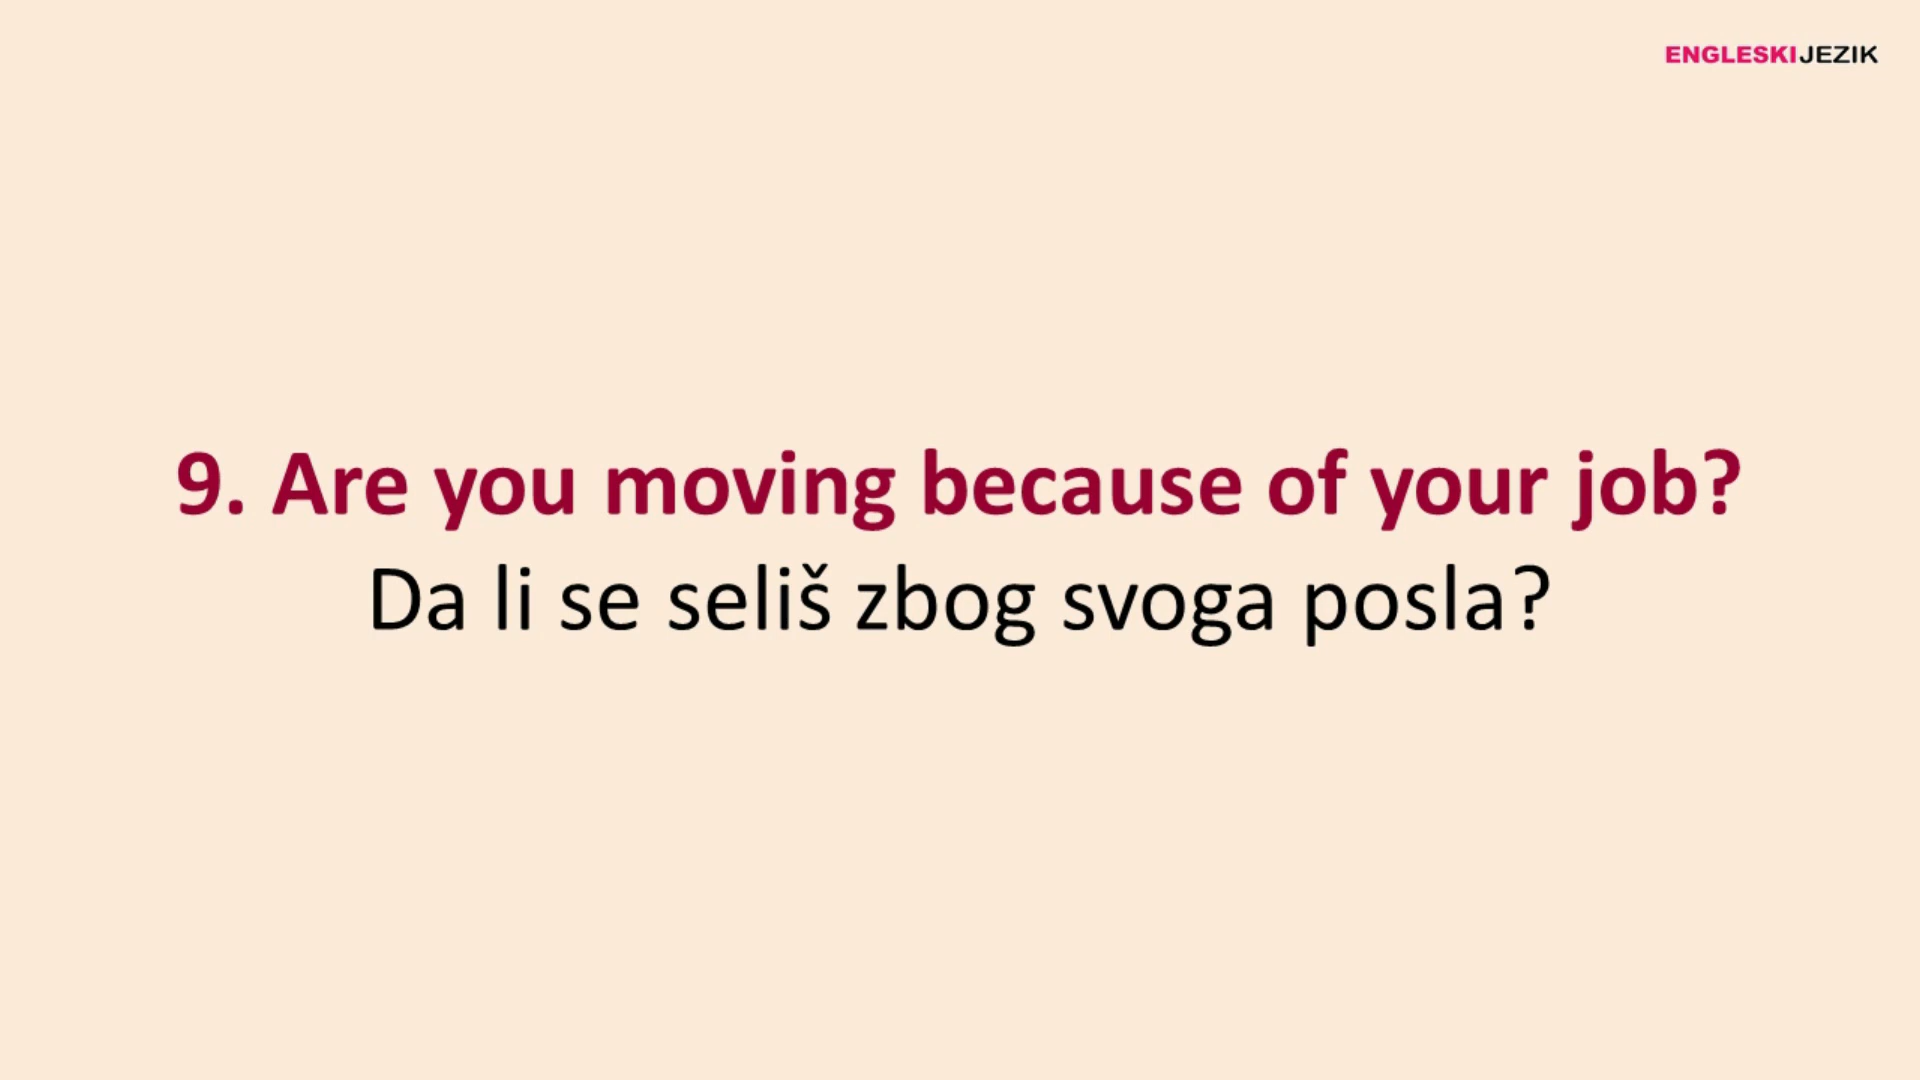 ENGLESKIJEZIK
9. Are you moving because of your job?
Da li se seliš zbog svoga posla?